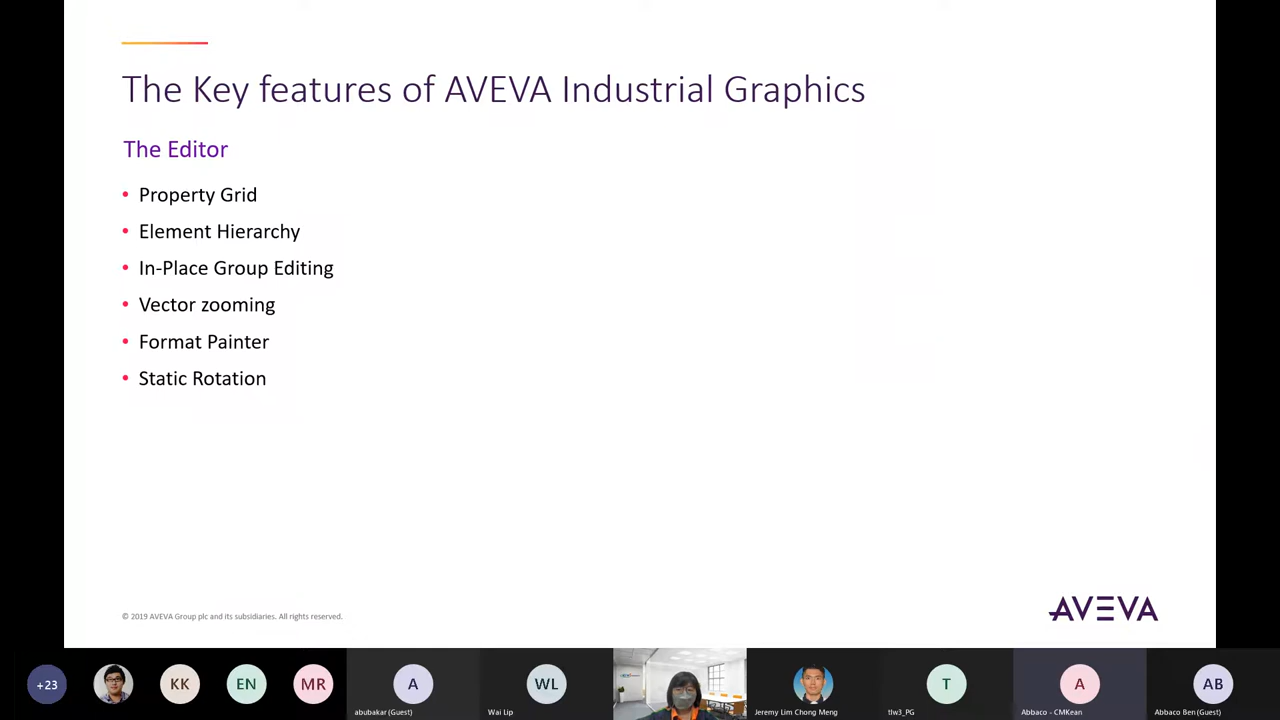 The Key features of AVEVA Industrial Graphics
The Editor
• Property Grid
• Element Hierarchy
• In-Place Group Editing
• Vector zooming
• Format Painter
• Static Rotation
© 2019 AVEVA Group plc and its subsidiaries. All rights reserved.
AVEVA
+23
KK
EN
MR
A
WL
T
A
AB
abubakar (Guest)
Wai Lip
Jeremy Lim Chong Meng
tlw3_PG
Abbaco - CMKean
Abbaco Ben (Guest)